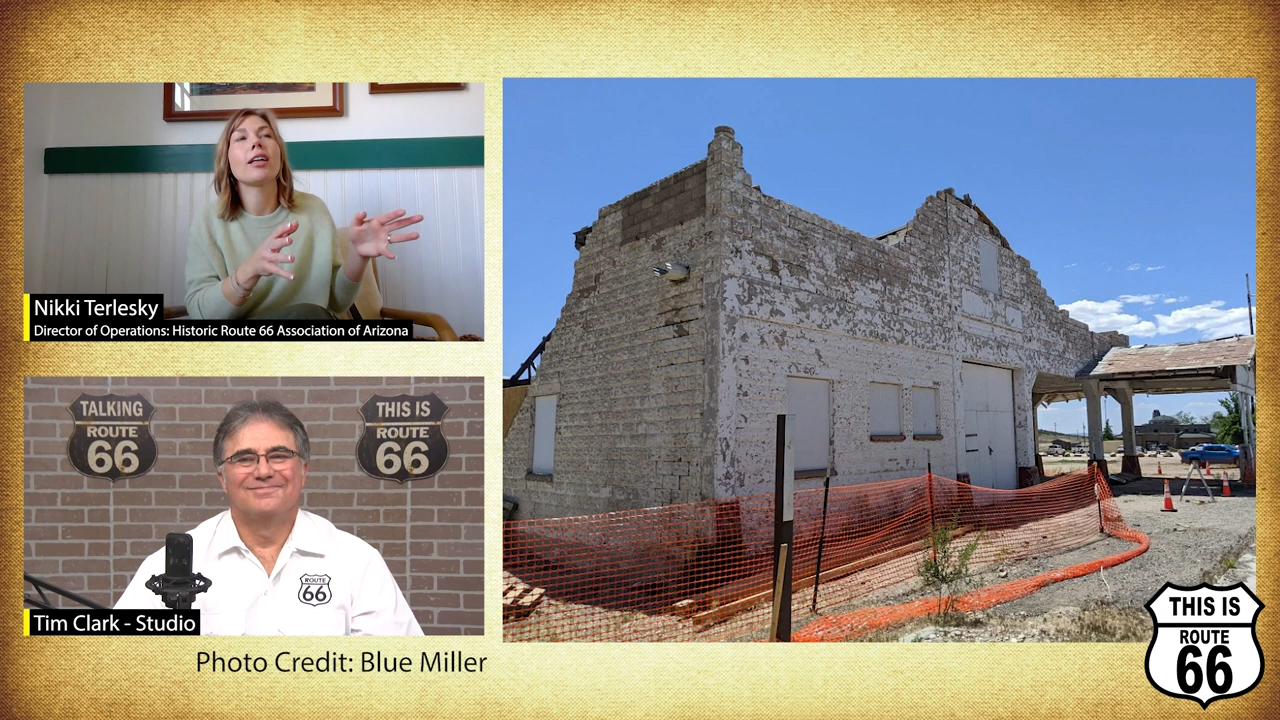 Nikki Terlesky
Director of Operations: Historic Route 66 Association of Arizona
TALKING
ROUTE
66
THIS IS
ROUTE
66
ROUTE
66
Tim Clark - Studio
Photo Credit: Blue Miller
THIS IS
ROUTE
66